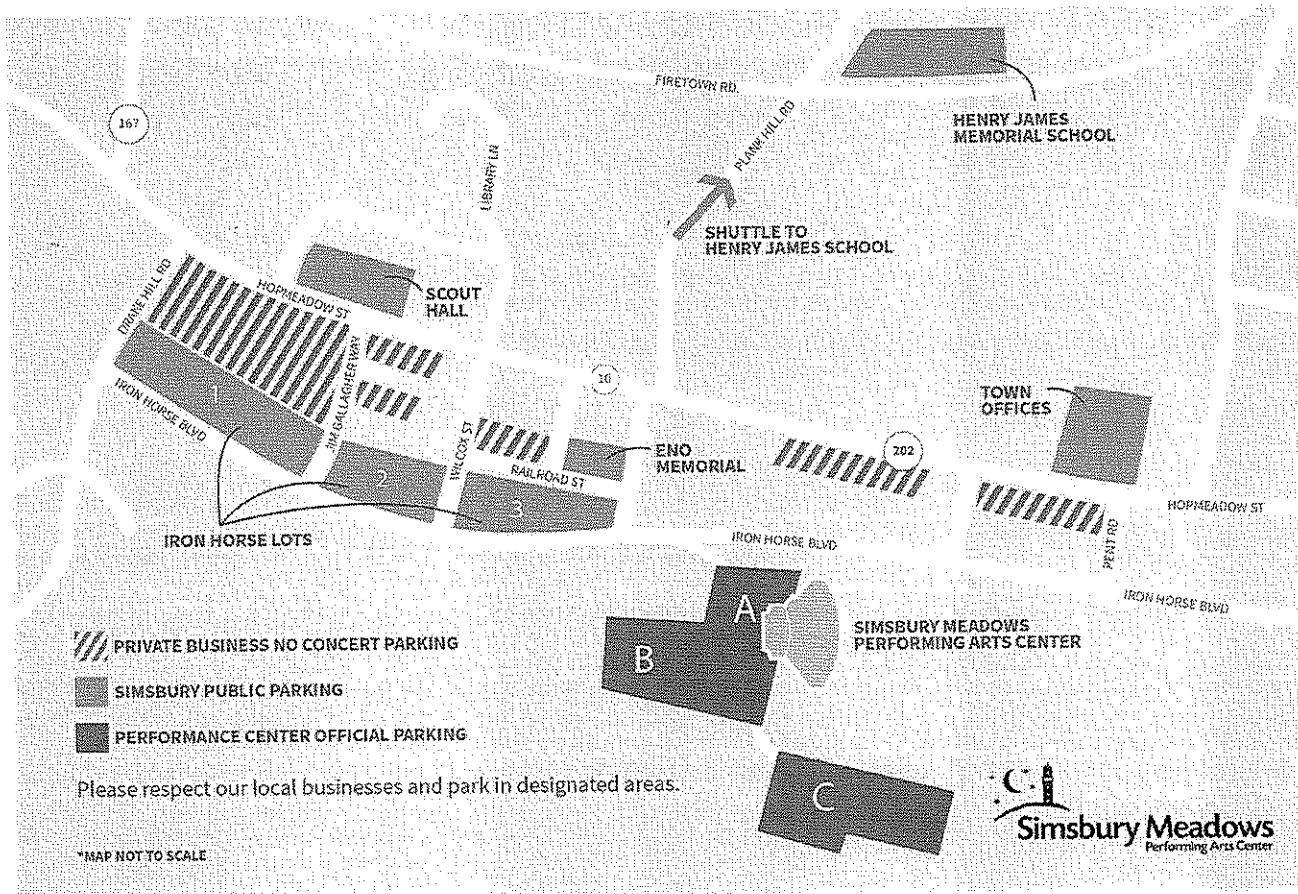 FIRETOWN RD.
HENRY JAMES
MEMORIAL SCHOOL
167
PLANK HILL RD
LIBRARY LN
SHUTTLE TO
HENRY JAMES SCHOOL
SCOUT
HALL
HOPMEADOW ST
DRAKE HILL RD
JIM GALLAGHER WAY
10
TOWN
OFFICES
1
IRON HORSE BLVD
WILCOX ST
ENO
MEMORIAL
202
2
RAILROAD ST
3
HOPMEADOW ST
PENT RD
IRON HORSE LOTS
IRON HORSE BLVD
IRON HORSE BLVD
A
B
SIMSBURY MEADOWS
PERFORMING ARTS CENTER
PRIVATE BUSINESS NO CONCERT PARKING
SIMSBURY PUBLIC PARKING
PERFORMANCE CENTER OFFICIAL PARKING
C
Please respect our local businesses and park in designated areas.
Simsbury Meadows
Performing Arts Center
*MAP NOT TO SCALE